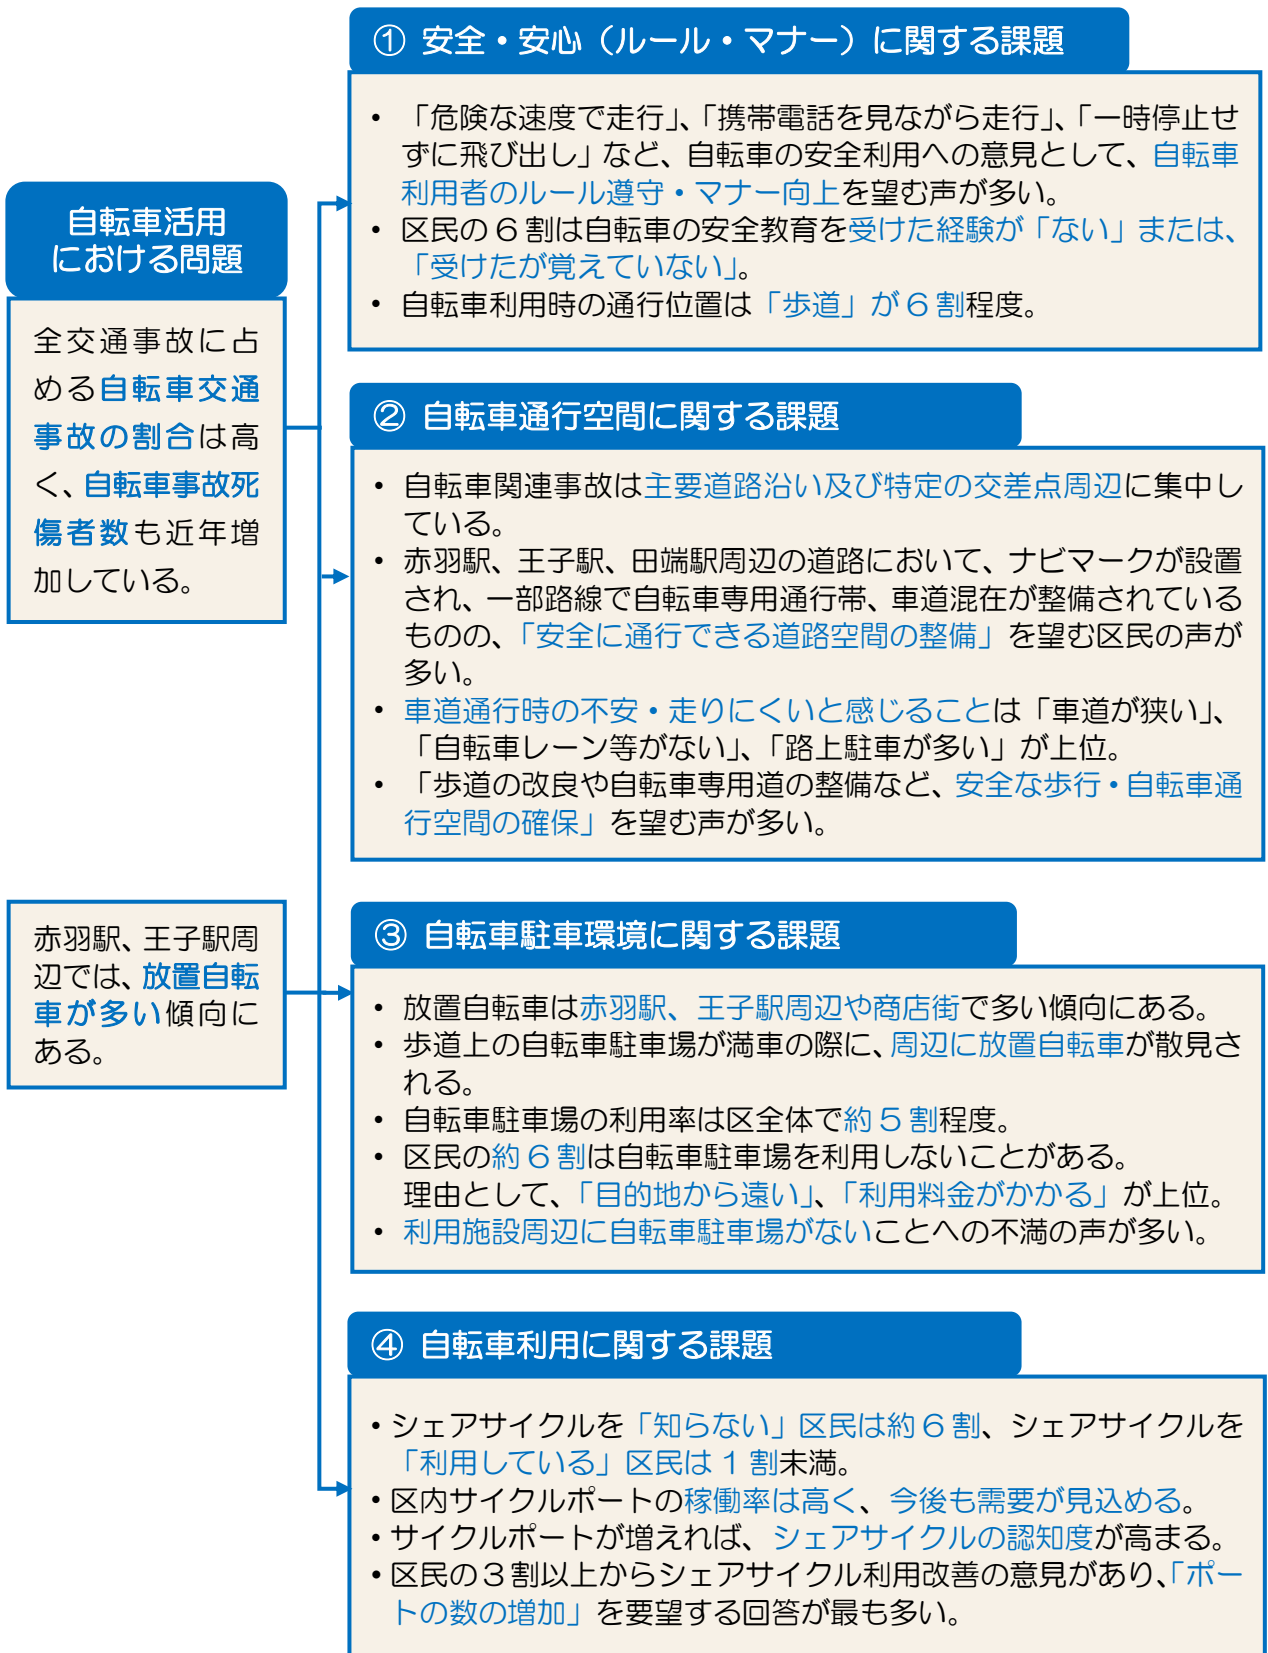 自転車活用
における問題
全交通事故に占
める自転車交通
事故の割合は高
く、自転車事故死
傷者数も近年増
加している。
① 安全・安心（ルール・マナー）に関する課題
• 「危険な速度で走行」、「携帯電話を見ながら走行」、「一時停止せ
ずに飛び出し」など、自転車の安全利用への意見として、自転車
利用者のルール遵守・マナー向上を望む声が多い。
• 区民の６割は自転車の安全教育を受けた経験が「ない」または、
「受けたが覚えていない」。
• 自転車利用時の通行位置は「歩道」が６割程度。
② 自転車通行空間に関する課題
• 自転車関連事故は主要道路沿い及び特定の交差点周辺に集中し
ている。
• 赤羽駅、王子駅、田端駅周辺の道路において、ナビマークが設置
され、一部路線で自転車専用通行帯、車道混在が整備されている
ものの、「安全に通行できる道路空間の整備」を望む区民の声が
多い。
• 車道通行時の不安・走りにくいと感じることは「車道が狭い」、
「自転車レーン等がない」、「路上駐車が多い」が上位。
• 「歩道の改良や自転車専用道の整備など、安全な歩行・自転車通
行空間の確保」を望む声が多い。
赤羽駅、王子駅周
辺では、放置自転
車が多い傾向に
ある。
③ 自転車駐車環境に関する課題
• 放置自転車は赤羽駅、王子駅周辺や商店街で多い傾向にある。
• 歩道上の自転車駐車場が満車の際に、周辺に放置自転車が散見さ
れる。
• 自転車駐車場の利用率は区全体で約５割程度。
• 区民の約６割は自転車駐車場を利用しないことがある。
理由として、「目的地から遠い」、「利用料金がかかる」が上位。
• 利用施設周辺に自転車駐車場がないことへの不満の声が多い。
④ 自転車利用に関する課題
• シェアサイクルを「知らない」区民は約６割、シェアサイクルを
「利用している」区民は１割未満。
• 区内サイクルポートの稼働率は高く、今後も需要が見込める。
• サイクルポートが増えれば、シェアサイクルの認知度が高まる。
• 区民の３割以上からシェアサイクル利用改善の意見があり、「ポー
トの数の増加」を要望する回答が最も多い。